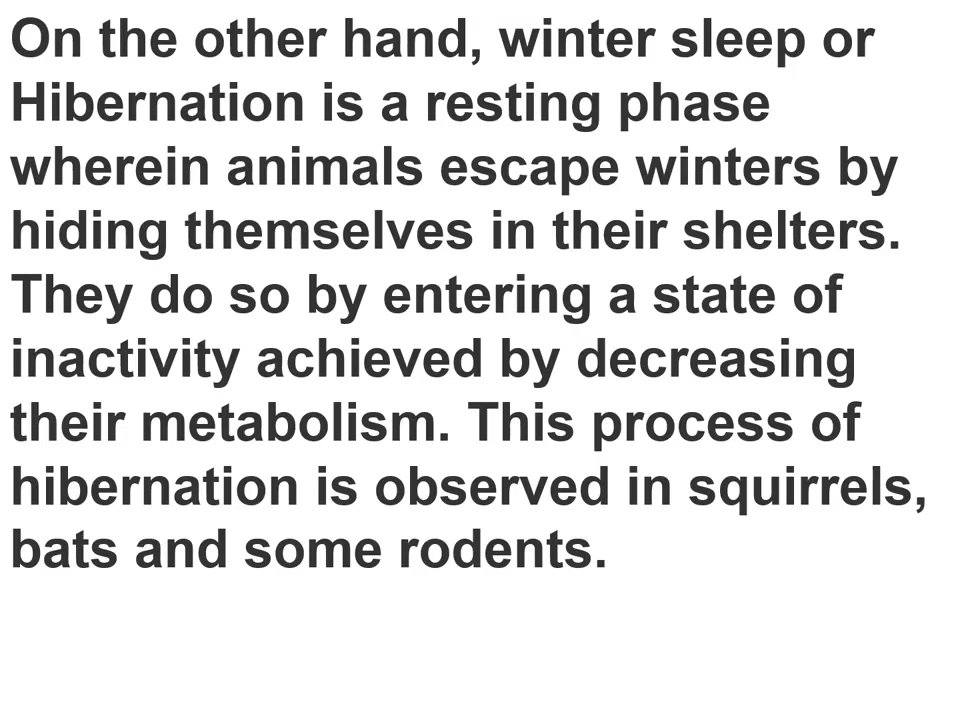 On the other hand, winter sleep or
Hibernation is a resting phase
wherein animals escape winters by
hiding themselves in their shelters.
They do so by entering a state of
inactivity achieved by decreasing
their metabolism. This process of
hibernation is observed in squirrels,
bats and some rodents.